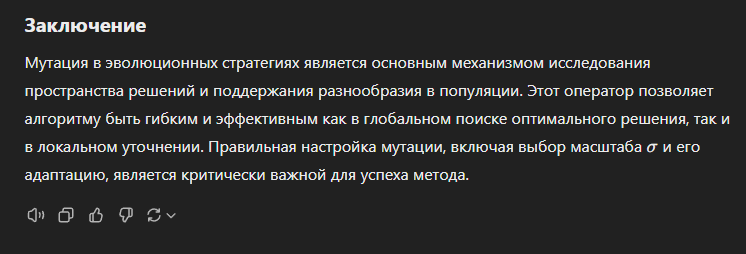 Заключение
Мутация в эволюционных стратегиях является основным механизмом исследования
пространства решений и поддержания разнообразия в популяции. Этот оператор позволяет
алгоритму быть гибким и эффективным как в глобальном поиске оптимального решения, так и
в локальном уточнении. Правильная настройка мутации, включая выбор масштаба σ и его
адаптацию, является критически важной для успеха метода.